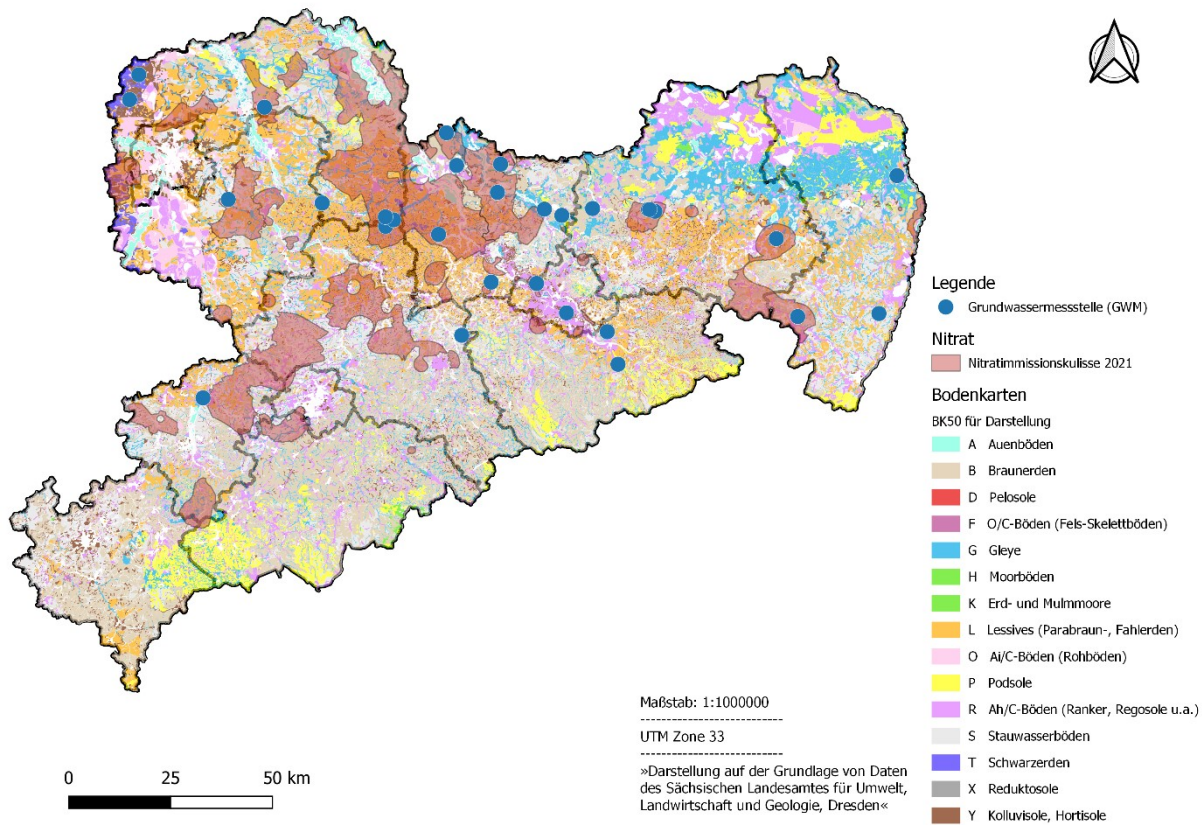 Legende
Grundwassermessstelle (GWM)
Nitrat
Nitratimmissionskulisse 2021
Bodenkarten
BK50 für Darstellung
A Auenböden
B Braunerden
D Pelosole
F O/C-Böden (Fels-Skelettböden)
G Gleye
H Moorböden
K Erd- und Mulmmoore
L Lessives (Parabraun-, Fahlerden)
O Ai/C-Böden (Rohböden)
P Podsole
R Ah/C-Böden (Ranker, Regosole u.a.)
S Stauwasserböden
T Schwarzerden
X Reduktosole
Y Kolluvisole, Hortisole
Maßstab: 1:1000000
---------------------------
UTM Zone 33
---------------------------
»Darstellung auf der Grundlage von Daten
des Sächsischen Landesamtes für Umwelt,
Landwirtschaft und Geologie, Dresden«
0 25 50 km